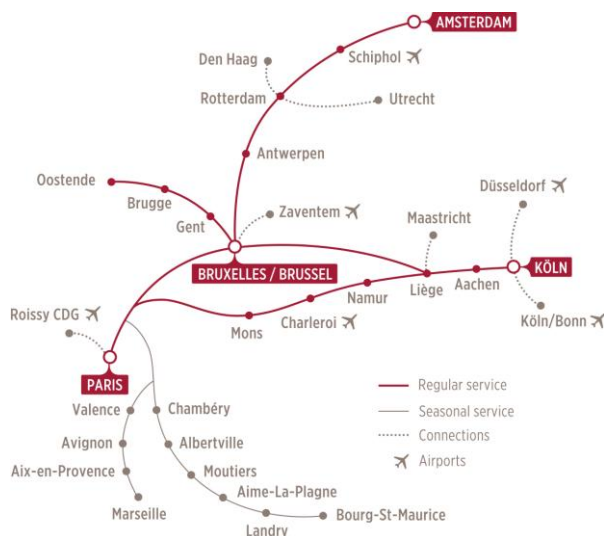 AMSTERDAM
Den Haag
Schiphol
Rotterdam
Utrecht
Antwerpen
Oostende
Brugge
Gent
Zaventem
Düsseldorf
Maastricht
BRUXELLES / BRUSSEL
KÖLN
Liège
Aachen
Namur
Charleroi
Mons
Köln/Bonn
Roissy CDG
PARIS
Valence
Chambéry
Avignon
Albertville
Aix-en-Provence
Moutiers
Marseille
Aime-La-Plagne
Landry
Bourg-St-Maurice
Regular service
Seasonal service
Connections
Airports